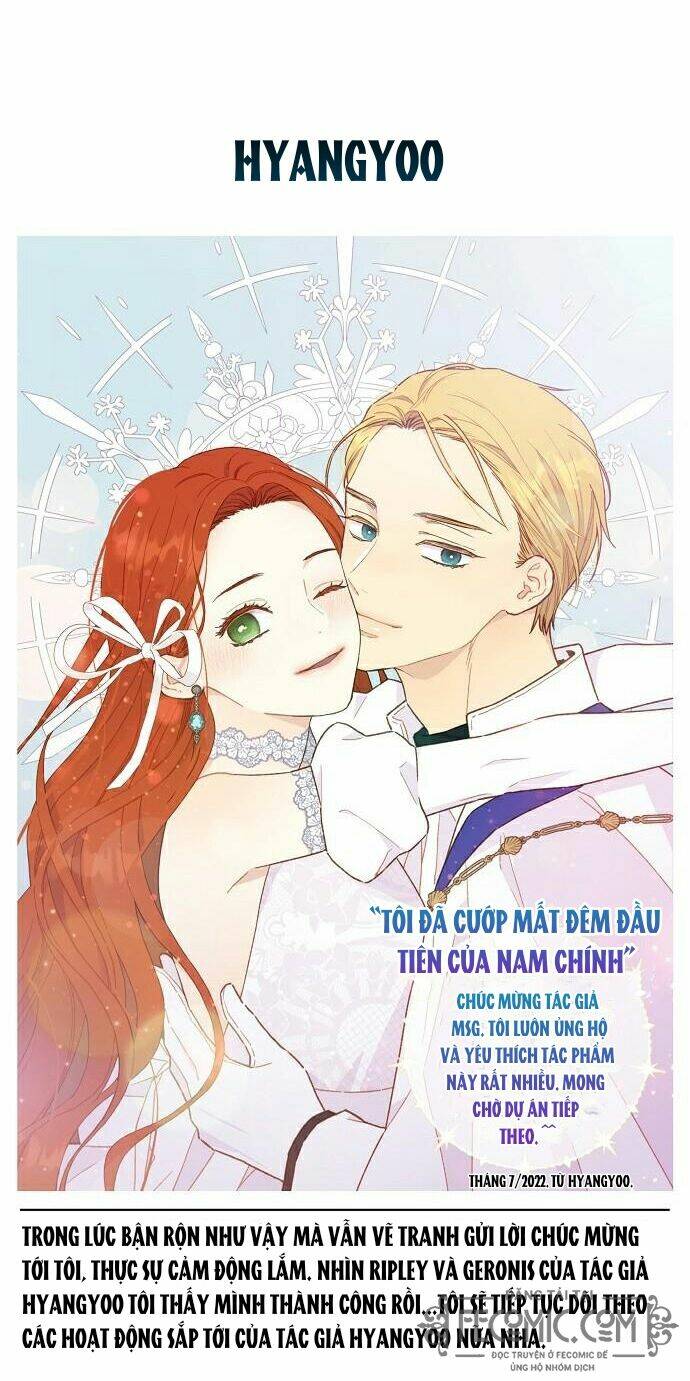 HYANGYOO
"TÔI ĐÃ CƯỚP MẤT ĐÊM ĐẦU
TIÊN CỦA NAM CHÍNH"
CHÚC MỪNG TÁC GIẢ
MSG. TÔI LUÔN ỦNG HỘ
VÀ YÊU THÍCH TÁC PHẨM
NÀY RẤT NHIỀU. MONG
CHỜ DỰ ÁN TIẾP
THEO. ^^
THÁNG 7/2022. TỪ HYANGYOO.
TRONG LÚC BẬN RỘN NHƯ VẬY MÀ VẪN VẼ TRANH GỬI LỜI CHÚC MỪNG
TỚI TÔI, THỰC SỰ CẢM ĐỘNG LẮM. NHÌN RIPLEY VÀ GERONIS CỦA TÁC GIẢ
HYANGYOO TÔI THẤY MÌNH THÀNH CÔNG RỒI...TÔI SẼ TIẾP TỤC DÕI THEO
CÁC HOẠT ĐỘNG SẮP TỚI CỦA TÁC GIẢ HYANGYOO NỮA NHA.
ĐĂNG TẢI TẠI
FECOMIC.COM
ĐỌC TRUYỆN Ở FECOMIC ĐỂ
ỦNG HỘ NHÓM DỊCH